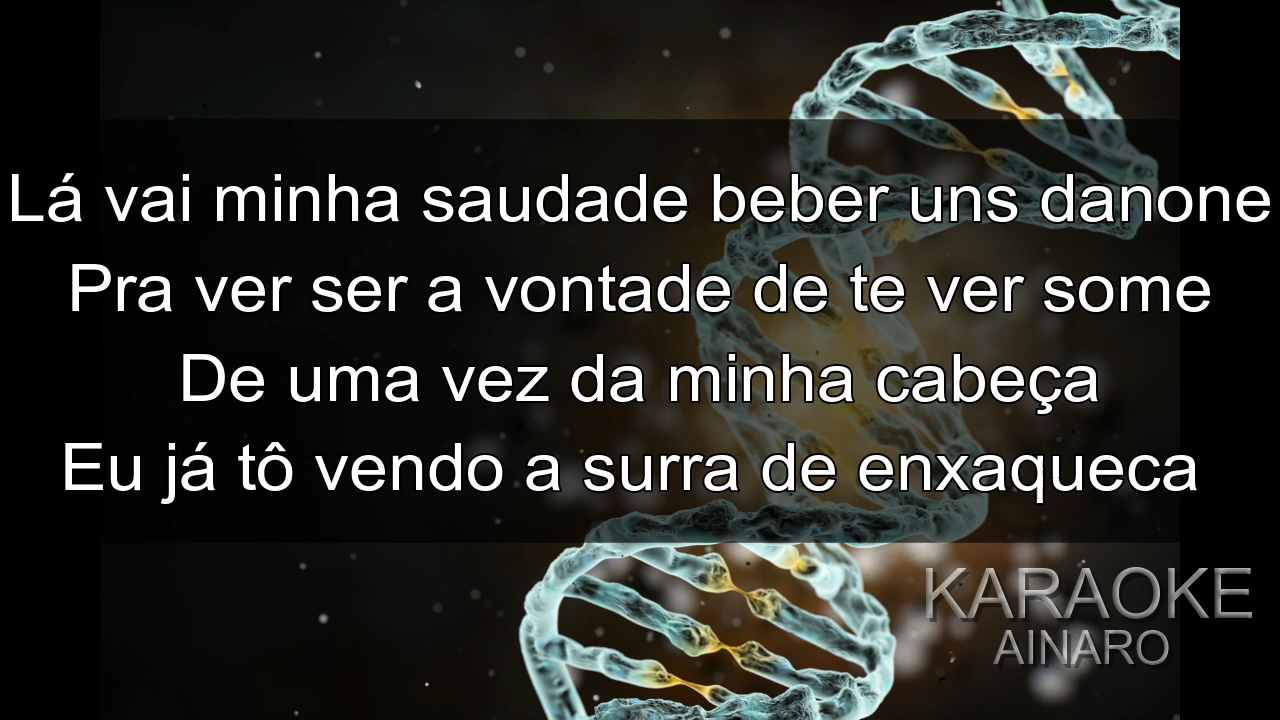 Lá vai minha saudade beber uns danone
Pra ver ser a vontade de te ver some
De uma vez da minha cabeça
Eu já tô vendo a surra de enxaqueca
KARAOKE
AINARO